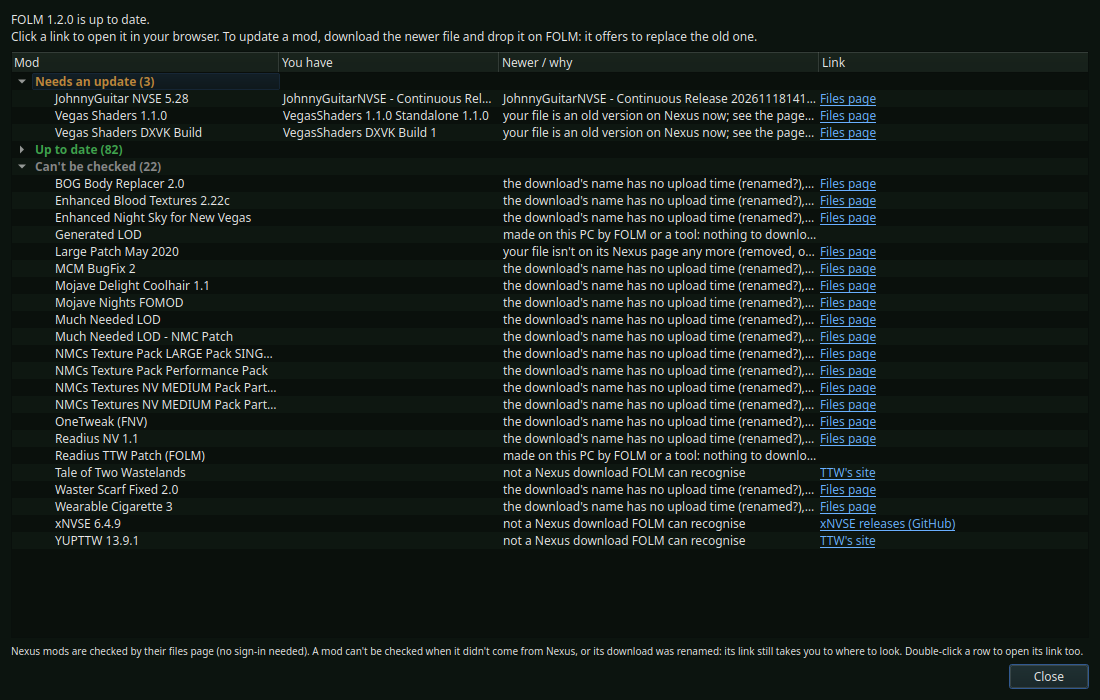 FOLM 1.2.0 is up to date.
Click a link to open it in your browser. To update a mod, download the newer file and drop it on FOLM: it offers to replace the old one.
Mod You have Newer / why Link
Needs an update (3)
JohnnyGuitar NVSE 5.28 JohnnyGuitarNVSE - Continuous Rel... JohnnyGuitarNVSE - Continuous Release 20261118141... Files page
Vegas Shaders 1.1.0 VegasShaders 1.1.0 Standalone 1.1.0 your file is an old version on Nexus now; see the page... Files page
Vegas Shaders DXVK Build VegasShaders DXVK Build 1 your file is an old version on Nexus now; see the page... Files page
Up to date (82)
Can't be checked (22)
BOG Body Replacer 2.0 the download's name has no upload time (renamed?),... Files page
Enhanced Blood Textures 2.22c the download's name has no upload time (renamed?),... Files page
Enhanced Night Sky for New Vegas the download's name has no upload time (renamed?),... Files page
Generated LOD made on this PC by FOLM or a tool: nothing to downlo...
Large Patch May 2020 your file isn't on its Nexus page any more (removed, o... Files page
MCM BugFix 2 the download's name has no upload time (renamed?),... Files page
Mojave Delight Coolhair 1.1 the download's name has no upload time (renamed?),... Files page
Mojave Nights FOMOD the download's name has no upload time (renamed?),... Files page
Much Needed LOD the download's name has no upload time (renamed?),... Files page
Much Needed LOD - NMC Patch the download's name has no upload time (renamed?),... Files page
NMCs Texture Pack LARGE Pack SING... the download's name has no upload time (renamed?),... Files page
NMCs Texture Pack Performance Pack the download's name has no upload time (renamed?),... Files page
NMCs Textures NV MEDIUM Pack Part... the download's name has no upload time (renamed?),... Files page
NMCs Textures NV MEDIUM Pack Part... the download's name has no upload time (renamed?),... Files page
OneTweak (FNV) the download's name has no upload time (renamed?),... Files page
Readius NV 1.1 the download's name has no upload time (renamed?),... Files page
Readius TTW Patch (FOLM) made on this PC by FOLM or a tool: nothing to downlo...
Tale of Two Wastelands not a Nexus download FOLM can recognise TTW's site
Waster Scarf Fixed 2.0 the download's name has no upload time (renamed?),... Files page
Wearable Cigarette 3 the download's name has no upload time (renamed?),... Files page
xNVSE 6.4.9 not a Nexus download FOLM can recognise xNVSE releases (GitHub)
YUPTTW 13.9.1 not a Nexus download FOLM can recognise TTW's site
Nexus mods are checked by their files page (no sign-in needed). A mod can't be checked when it didn't come from Nexus, or its download was renamed: its link still takes you to where to look. Double-click a row to open its link too.
Close